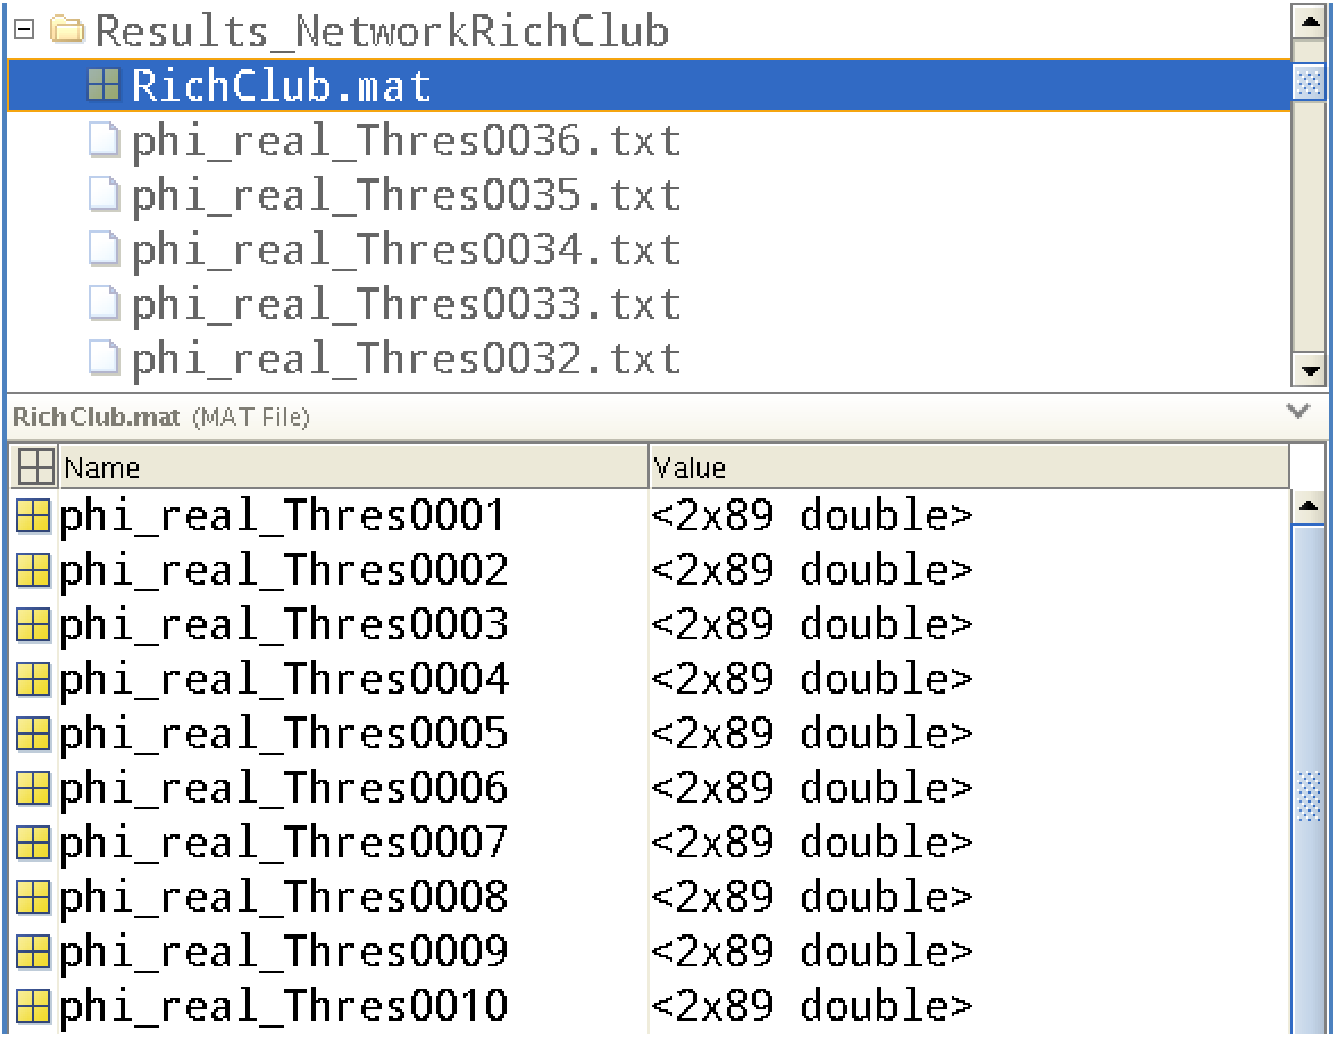 Results_NetworkRichClub
RichClub.mat
phi_real_Thres0036.txt
phi_real_Thres0035.txt
phi_real_Thres0034.txt
phi_real_Thres0033.txt
phi_real_Thres0032.txt
RichClub.mat (MAT File)
Name Value
phi_real_Thres0001 <2x89 double>
phi_real_Thres0002 <2x89 double>
phi_real_Thres0003 <2x89 double>
phi_real_Thres0004 <2x89 double>
phi_real_Thres0005 <2x89 double>
phi_real_Thres0006 <2x89 double>
phi_real_Thres0007 <2x89 double>
phi_real_Thres0008 <2x89 double>
phi_real_Thres0009 <2x89 double>
phi_real_Thres0010 <2x89 double>